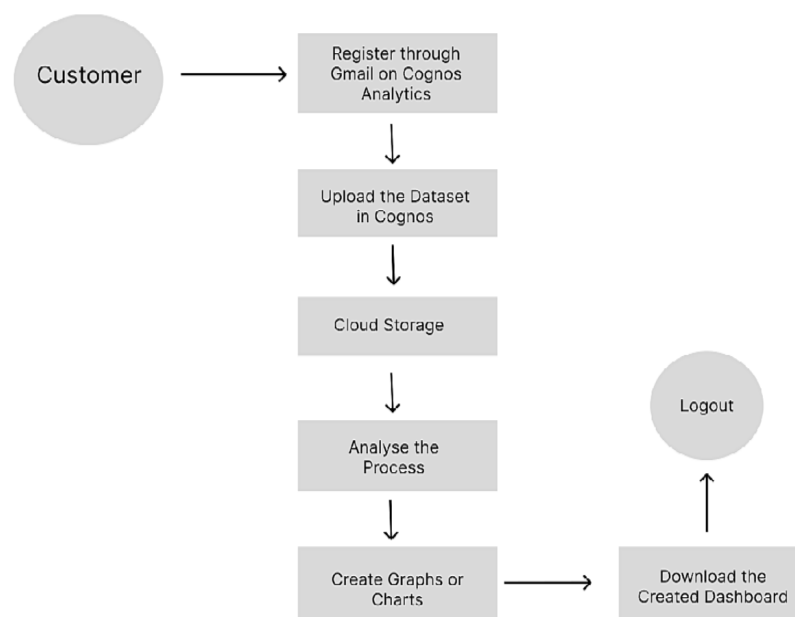 Customer
Register through
Gmail on Cognos
Analytics
Upload the Dataset
in Cognos
Cloud Storage
Analyse the
Process
Create Graphs or
Charts
Download the
Created Dashboard
Logout